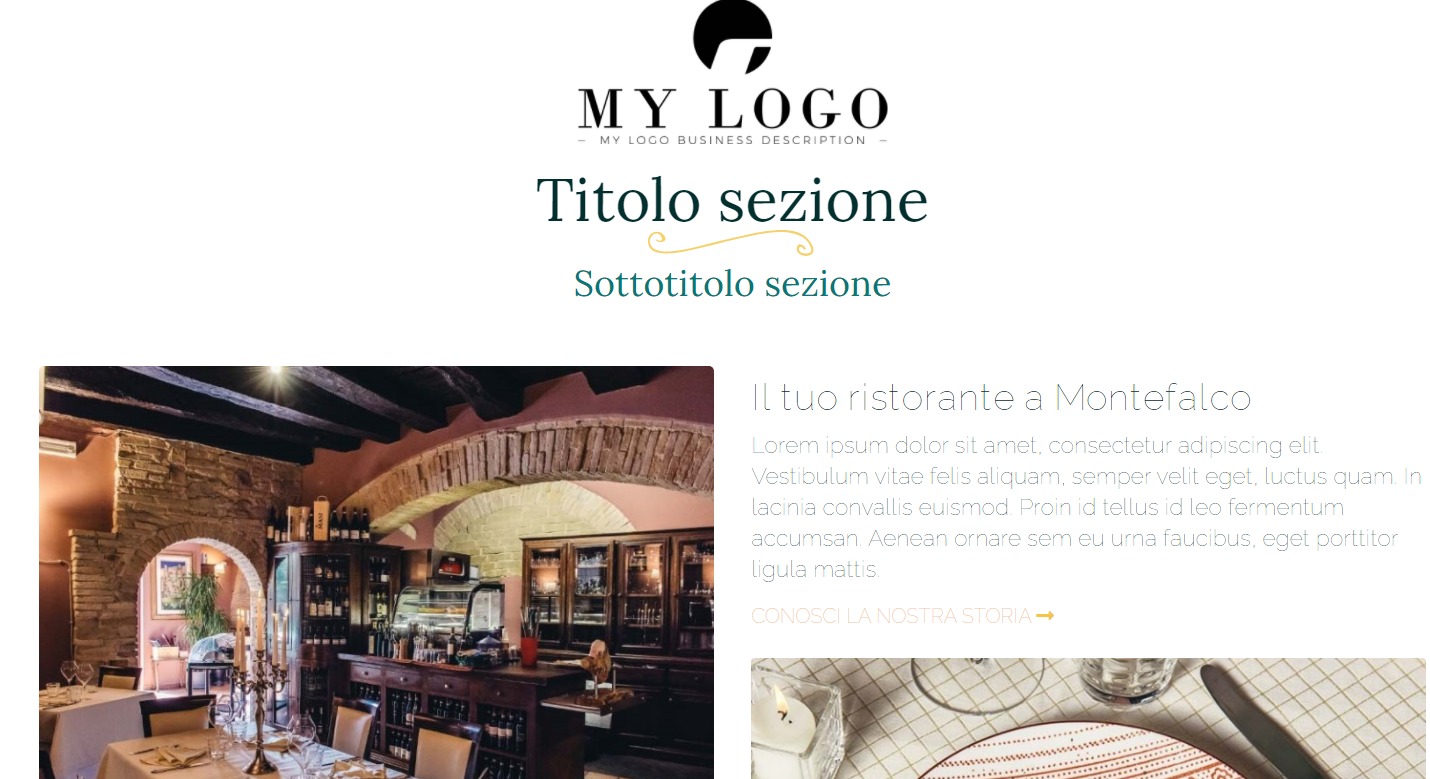 MY LOGO
MY LOGO BUSINESS DESCRIPTION
Titolo sezione
Sottotitolo sezione
Il tuo ristorante a Montefalco
Lorem ipsum dolor sit amet, consectetur adipiscing elit.
Vestibulum vitae felis aliquam, semper velit eget, luctus quam. In
lacinia convallis euismod. Proin id tellus id leo fermentum
accumsan. Aenean ornare sem eu urna faucibus, eget porttitor
ligula mattis.
CONOSCI LA NOSTRA STORIA